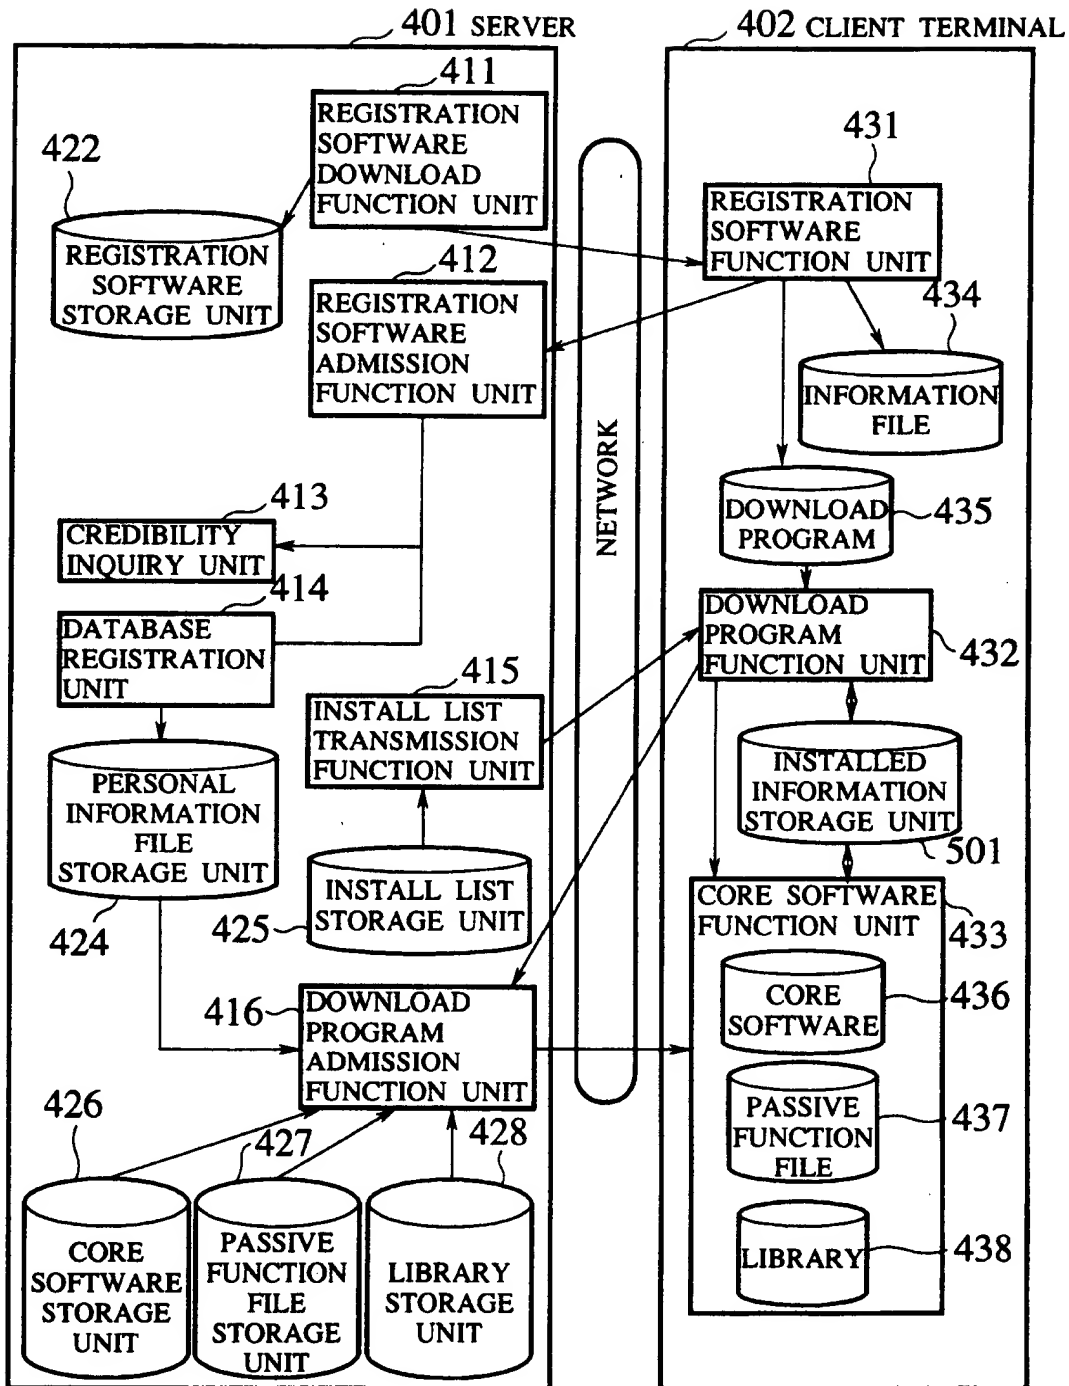 401 SERVER
402 CLIENT TERMINAL
411
REGISTRATION
SOFTWARE
DOWNLOAD
FUNCTION UNIT
422
REGISTRATION
SOFTWARE
STORAGE UNIT
412
REGISTRATION
SOFTWARE
ADMISSION
FUNCTION UNIT
413
CREDIBILITY
INQUIRY UNIT
414
DATABASE
REGISTRATION
UNIT
415
INSTALL LIST
TRANSMISSION
FUNCTION UNIT
PERSONAL
INFORMATION
FILE
STORAGE UNIT
424
INSTALL LIST
STORAGE UNIT
425
416
DOWNLOAD
PROGRAM
ADMISSION
FUNCTION UNIT
426
427
428
CORE
SOFTWARE
STORAGE
UNIT
PASSIVE
FUNCTION
FILE
STORAGE
UNIT
LIBRARY
STORAGE
UNIT
NETWORK
431
REGISTRATION
SOFTWARE
FUNCTION UNIT
434
INFORMATION
FILE
DOWNLOAD
PROGRAM
435
DOWNLOAD
PROGRAM
FUNCTION UNIT
432
INSTALLED
INFORMATION
STORAGE UNIT
501
CORE SOFTWARE
FUNCTION UNIT
433
CORE
SOFTWARE
436
PASSIVE
FUNCTION
FILE
437
LIBRARY
438